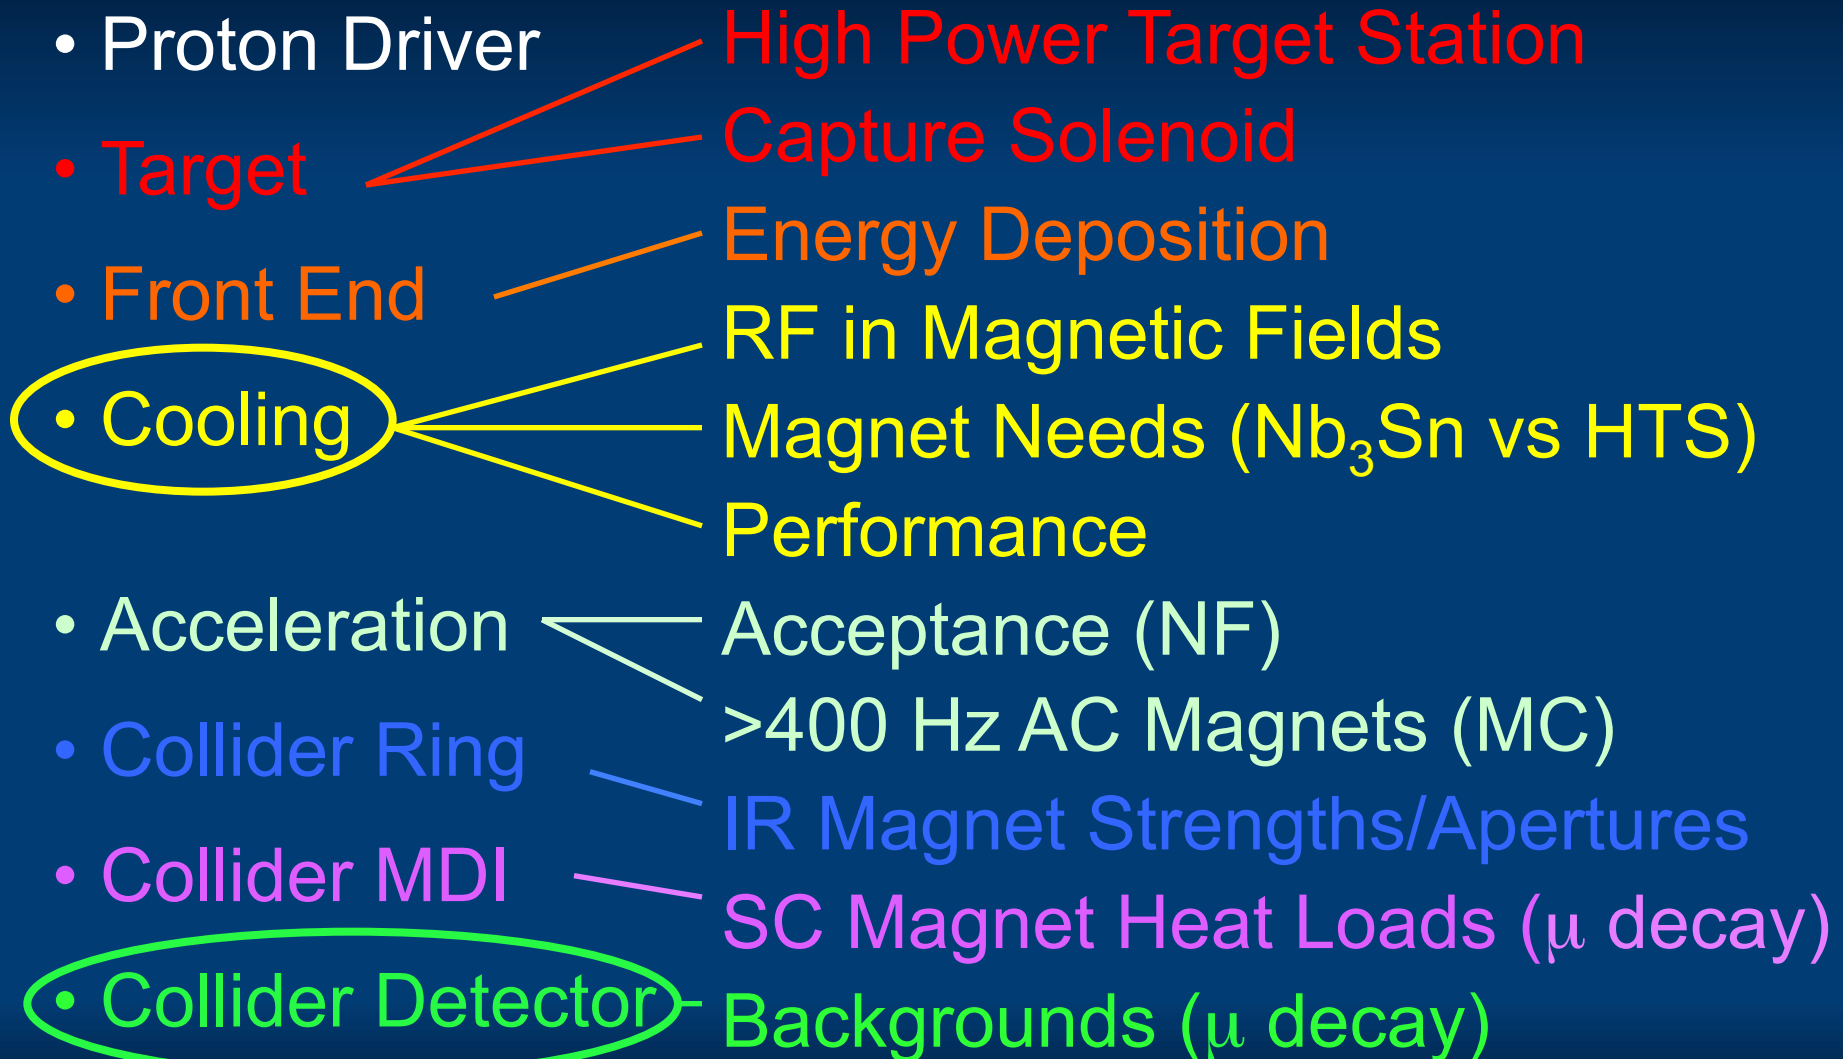 • Proton Driver
• Target
• Front End
• Cooling
• Acceleration
• Collider Ring
• Collider MDI
• Collider Detector
High Power Target Station
Capture Solenoid
Energy Deposition
RF in Magnetic Fields
Magnet Needs (Nb₃Sn vs HTS)
Performance
Acceptance (NF)
>400 Hz AC Magnets (MC)
IR Magnet Strengths/Apertures
SC Magnet Heat Loads (μ decay)
Backgrounds (μ decay)